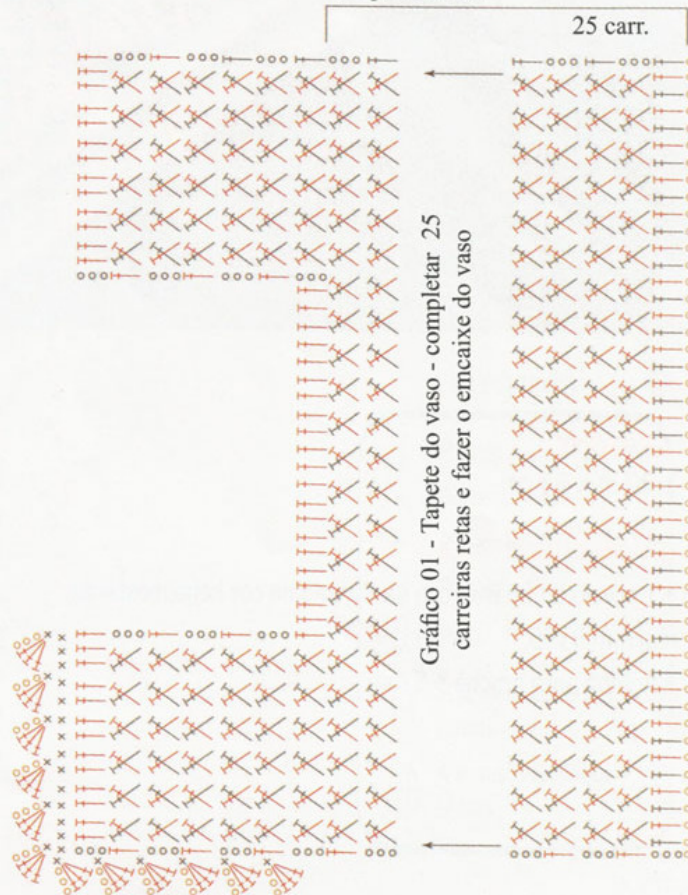 25 carr.
Gráfico 01 - Tapete do vaso - completar 25
carreiras retas e fazer o emcaixe do vaso